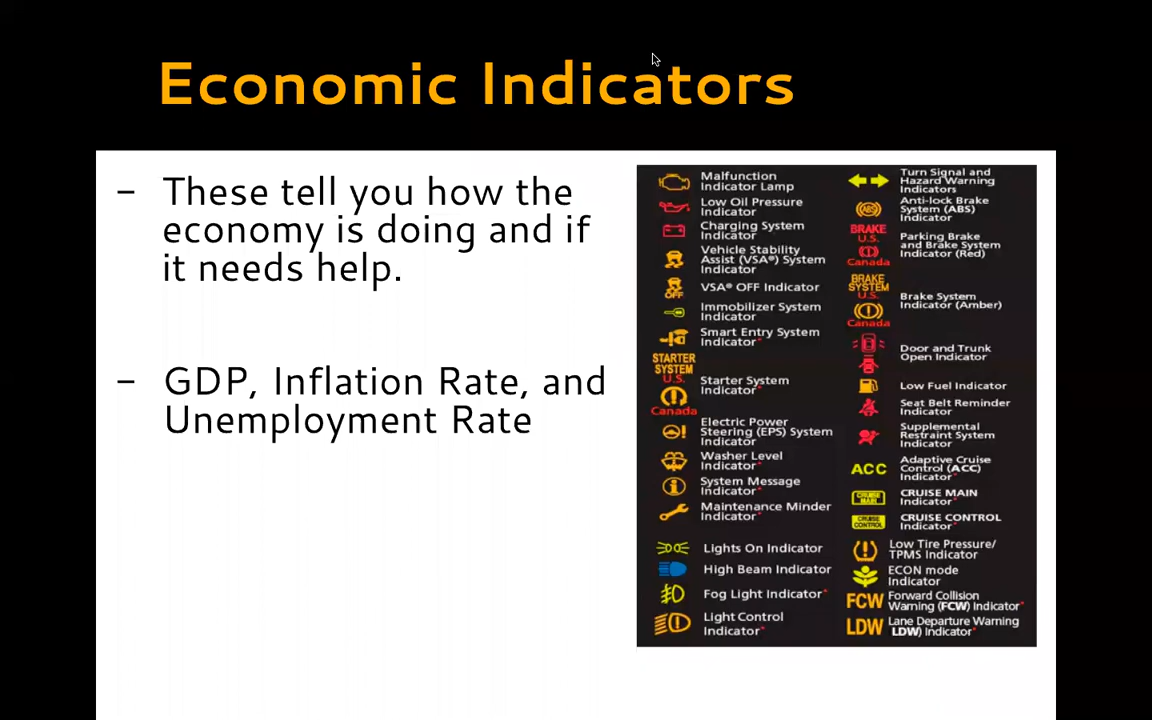 Economic Indicators
- These tell you how the
economy is doing and if
it needs help.
- GDP, Inflation Rate, and
Unemployment Rate
Malfunction
Indicator Lamp
Low Oil Pressure
Indicator
Charging System
Indicator
Vehicle Stability
Assist (VSA®) System
Indicator
OFF
VSA® OFF Indicator
Immobilizer System
Indicator
Smart Entry System
Indicator*
STARTER
SYSTEM
U.S.
Canada
Starter System
Indicator*
Electric Power
Steering (EPS) System
Indicator
Washer Level
Indicator*
System Message
Indicator*
Maintenance Minder
Indicator*
Lights On Indicator
High Beam Indicator
Fog Light Indicator*
Light Control
Indicator*
Turn Signal and
Hazard Warning
Indicators
(ABS)
Anti-lock Brake
System (ABS)
Indicator
BRAKE
U.S.
Canada
Parking Brake
and Brake System
Indicator (Red)
BRAKE
SYSTEM
U.S.
Canada
Brake System
Indicator (Amber)
Door and Trunk
Open Indicator
Low Fuel Indicator
Seat Belt Reminder
Indicator
Supplemental
Restraint System
Indicator
ACC
Adaptive Cruise
Control (ACC)
Indicator*
CRUISE
MAIN
CRUISE MAIN
Indicator*
CRUISE
CONTROL
CRUISE CONTROL
Indicator*
Low Tire Pressure/
TPMS Indicator
ECON mode
Indicator
FCW
Forward Collision
Warning (FCW) Indicator*
LDW
Lane Departure Warning
LDW) Indicator*